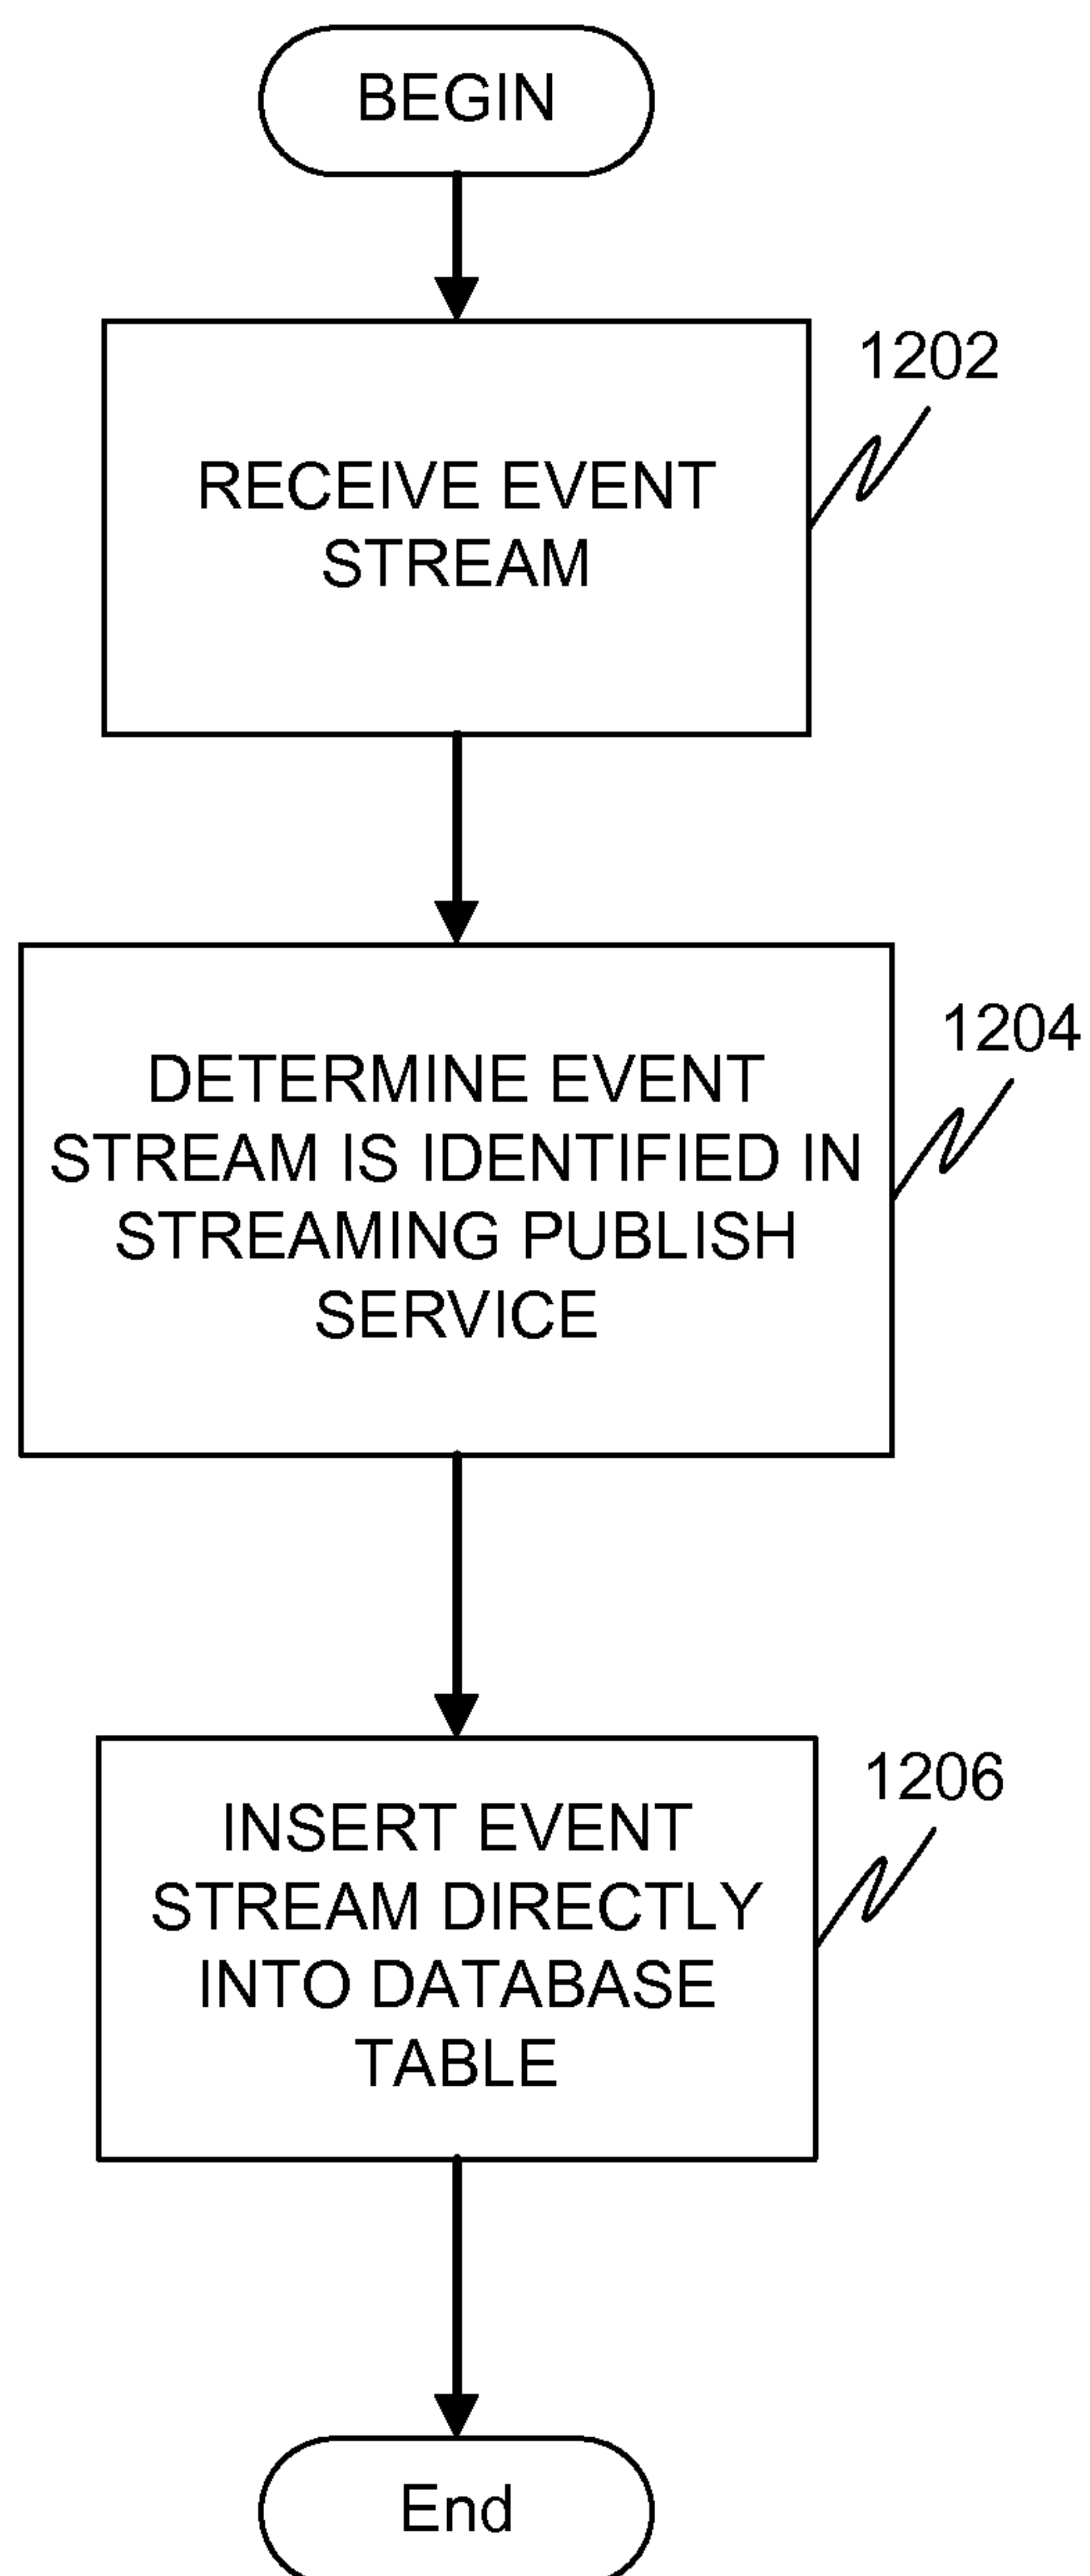 BEGIN
1202
RECEIVE EVENT
STREAM
1204
DETERMINE EVENT
STREAM IS IDENTIFIED IN
STREAMING PUBLISH
SERVICE
1206
INSERT EVENT
STREAM DIRECTLY
INTO DATABASE
TABLE
End